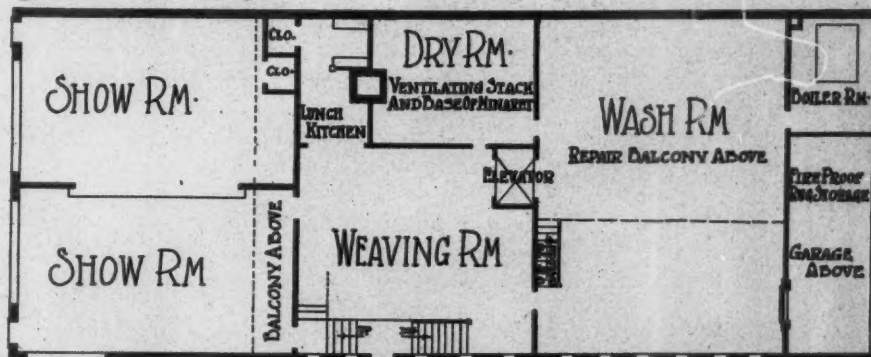 SHOW RM.
CLO.
CLO.
LUNCH
KITCHEN
DRY RM.
VENTILATING STACK
AND BASE OF MINARET
WASH RM
REPAIR BALCONY ABOVE
BOILER RM.
ELEVATOR
FIRE PROOF
RUG STORAGE
SHOW RM
BALCONY ABOVE
WEAVING RM
GARAGE
ABOVE
UP